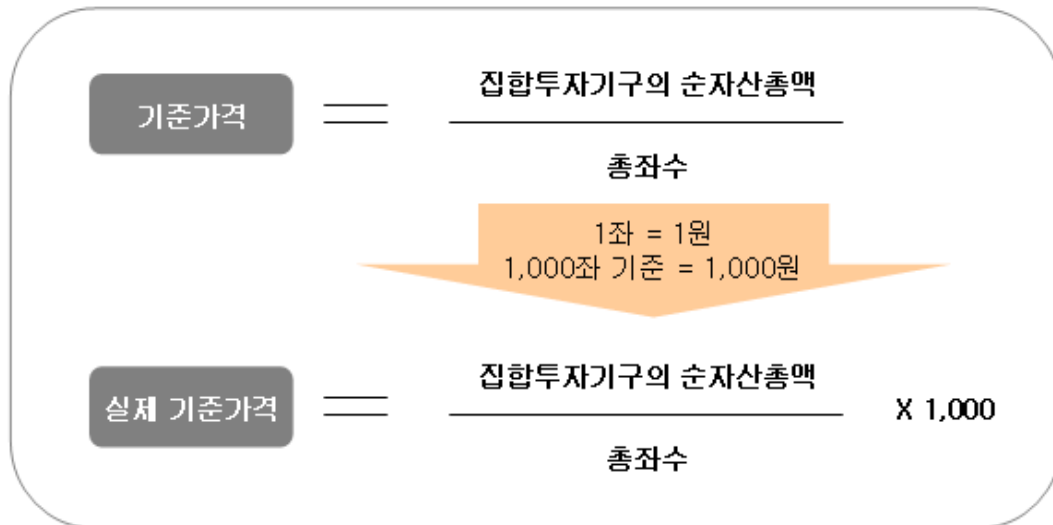 집합투자기구의 순자산총액
기준가격
총좌수
1좌 = 1원
1,000좌 기준 = 1,000원
집합투자기구의 순자산총액
실제 기준가격
X 1,000
총좌수